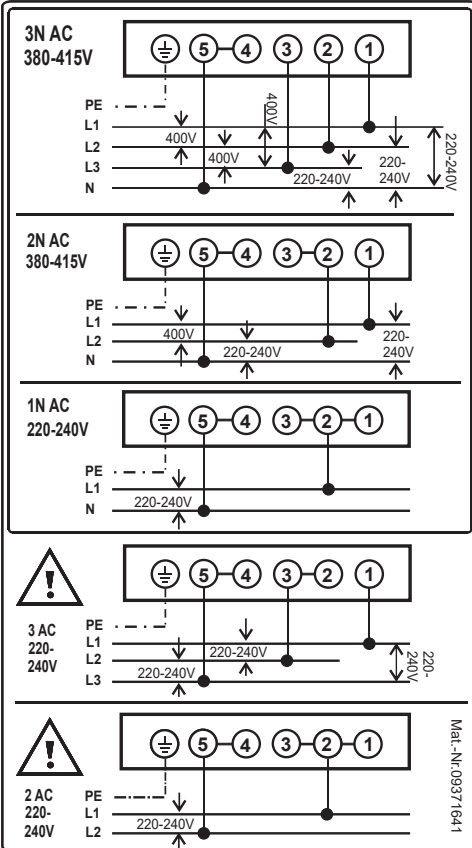 3N AC
380-415V
5 4 3 2 1
PE
L1
L2
L3
N
400V
400V
400V
220-240V
220-
240V
220-240V
2N AC
380-415V
5 4 3 2 1
PE
L1
L2
N
400V
220-240V
220-
240V
1N AC
220-240V
5 4 3 2 1
PE
L1
N
220-240V
!
3 AC
220-
240V
5 4 3 2 1
PE
L1
L2
L3
220-240V
220-240V
220-
240V
!
2 AC
220-
240V
5 4 3 2 1
PE
L1
L2
220-240V
Mat.-Nr.09371641